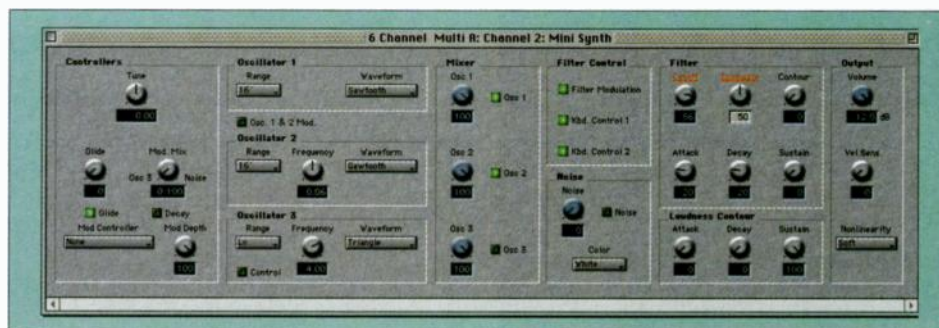 6 Channel Multi A: Channel 2: Mini Synth
Controllers
Tune
0.00
Glide
0
Mod. Mix
Osc 3
Noise
0.100
Glide
Decay
Mod Controller
None
Mod Depth
100
Oscillator 1
Range
16'
Waveform
Sawtooth
Osc. 1 & 2 Mod.
Oscillator 2
Range
16'
Frequency
0.06
Waveform
Sawtooth
Oscillator 3
Range
Lo
Frequency
-4.00
Waveform
Triangle
Control
Mixer
Osc 1
Osc 1
100
Osc 2
Osc 2
100
Osc 3
Osc 3
100
Filter Control
Filter Modulation
Kbd. Control 1
Kbd. Control 2
Noise
Noise
Noise
0
Color
White
Filter
Cutoff
Contour
50
0
Attack
Decay
Sustain
-20
-20
0
Loudness Contour
Attack
Decay
Sustain
0
0
100
Output
Volume
dB
Vel Sens.
0
Nonlinearity
Soft